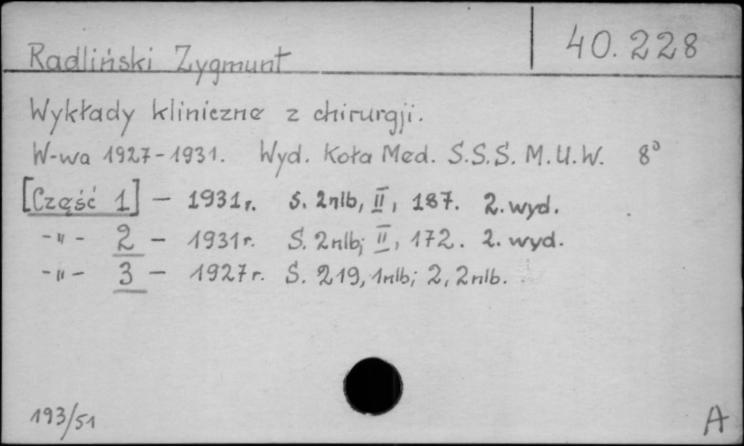 40.228
Radliński Zygmunt
Wykłady kliniczne z chirurgji.
W-wa 1927-1931. Wyd. Koła Med. S.S.S. M.U.W. 8°
[Część 1] - 1931r. S. 2nlb, II, 187. 2. wyd.
-"- 2 - 1931r. S. 2nlb; II, 172. 2. wyd.
-"- 3 - 1927r. S. 219, 1nlb; 2, 2nlb.
193/51
A